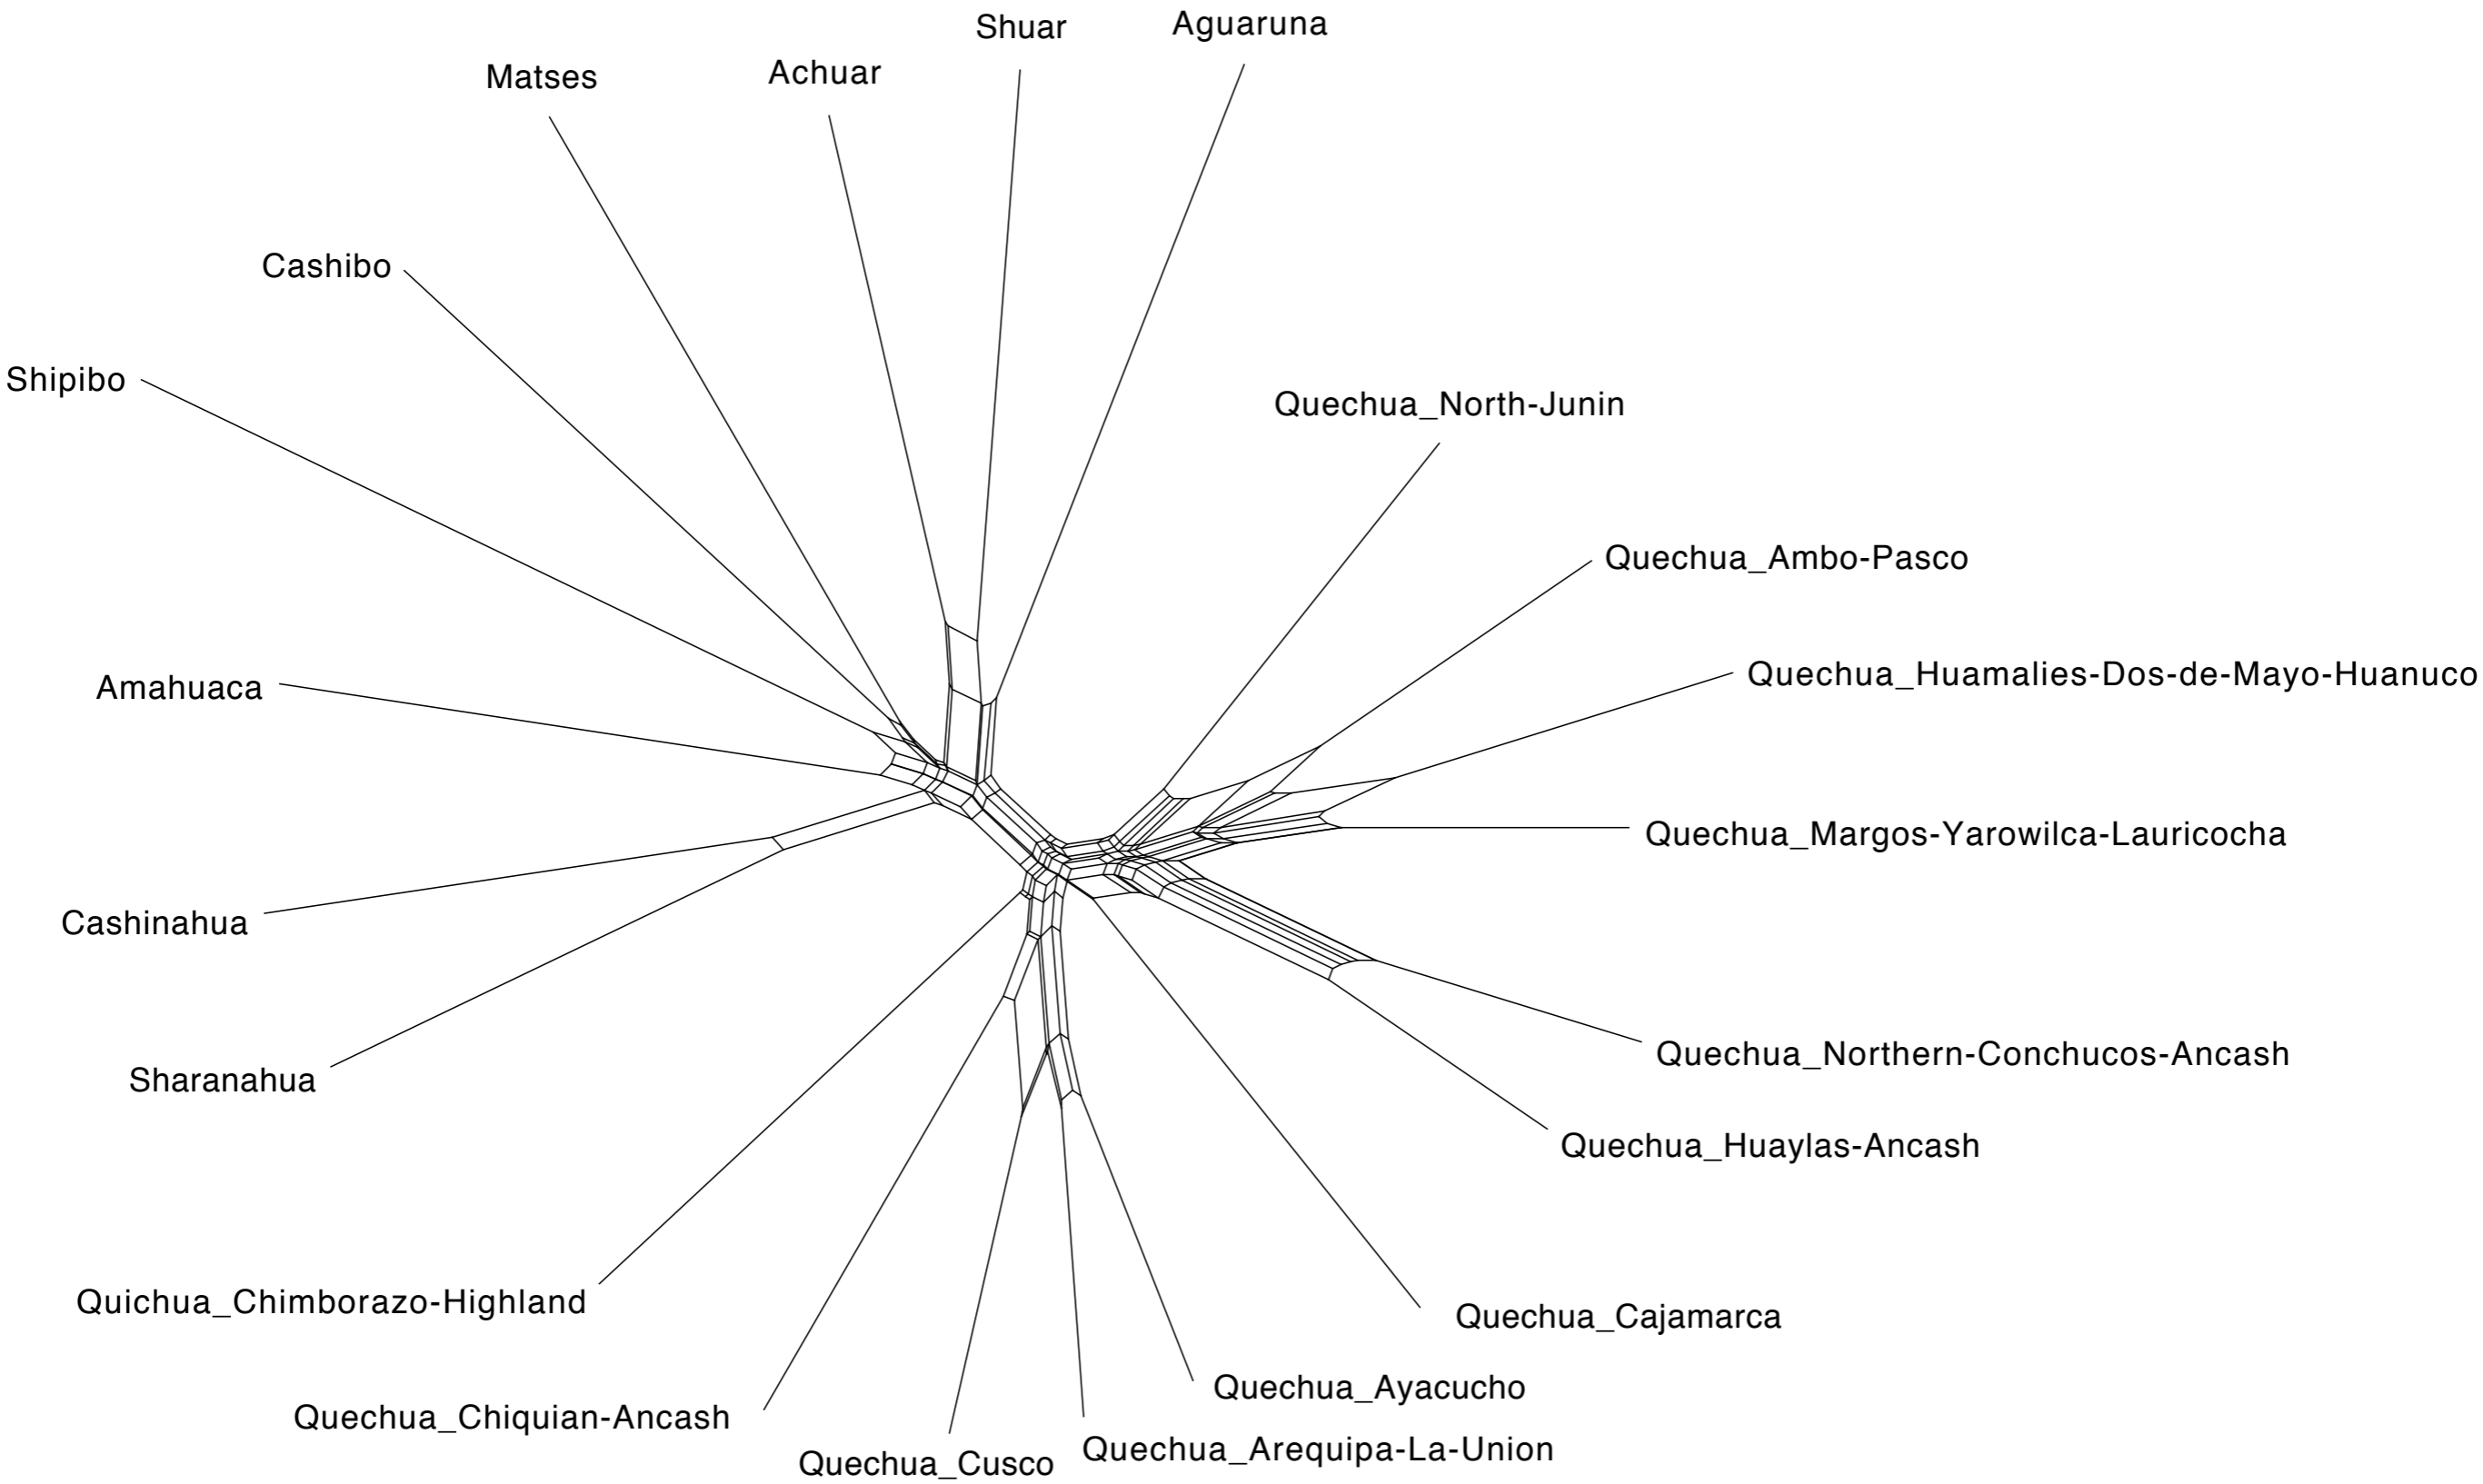 Shuar
Aguaruna
Achuar
Matses
Cashibo
Shipibo
Quechua_North-Junin
Quechua_Ambo-Pasco
Quechua_Huamalies-Dos-de-Mayo-Huanuco
Amahuaca
Quechua_Margos-Yarowilca-Lauricocha
Cashinahua
Quechua_Northern-Conchucos-Ancash
Sharanahua
Quechua_Huaylas-Ancash
Quichua_Chimborazo-Highland
Quechua_Cajamarca
Quechua_Ayacucho
Quechua_Chiquian-Ancash
Quechua_Arequipa-La-Union
Quechua_Cusco